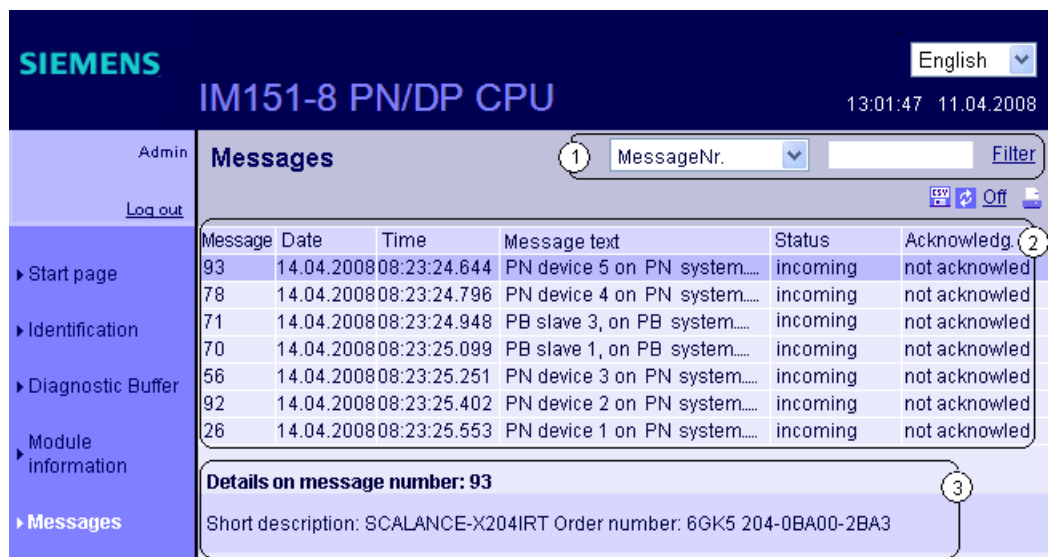 SIEMENS
English
IM151-8 PN/DP CPU
13:01:47 11.04.2008
Admin
Log out
Messages
1 MessageNr. Filter
CSV Off
Message Date Time Message text Status Acknowledg. 2
93 14.04.2008 08:23:24.644 PN device 5 on PN system..... incoming not acknowled
78 14.04.2008 08:23:24.796 PN device 4 on PN system..... incoming not acknowled
71 14.04.2008 08:23:24.948 PB slave 3, on PB system..... incoming not acknowled
70 14.04.2008 08:23:25.099 PB slave 1, on PB system..... incoming not acknowled
56 14.04.2008 08:23:25.251 PN device 3 on PN system..... incoming not acknowled
92 14.04.2008 08:23:25.402 PN device 2 on PN system..... incoming not acknowled
26 14.04.2008 08:23:25.553 PN device 1 on PN system..... incoming not acknowled
Start page
Identification
Diagnostic Buffer
Module
information
Messages
Details on message number: 93
3
Short description: SCALANCE-X204IRT Order number: 6GK5 204-0BA00-2BA3